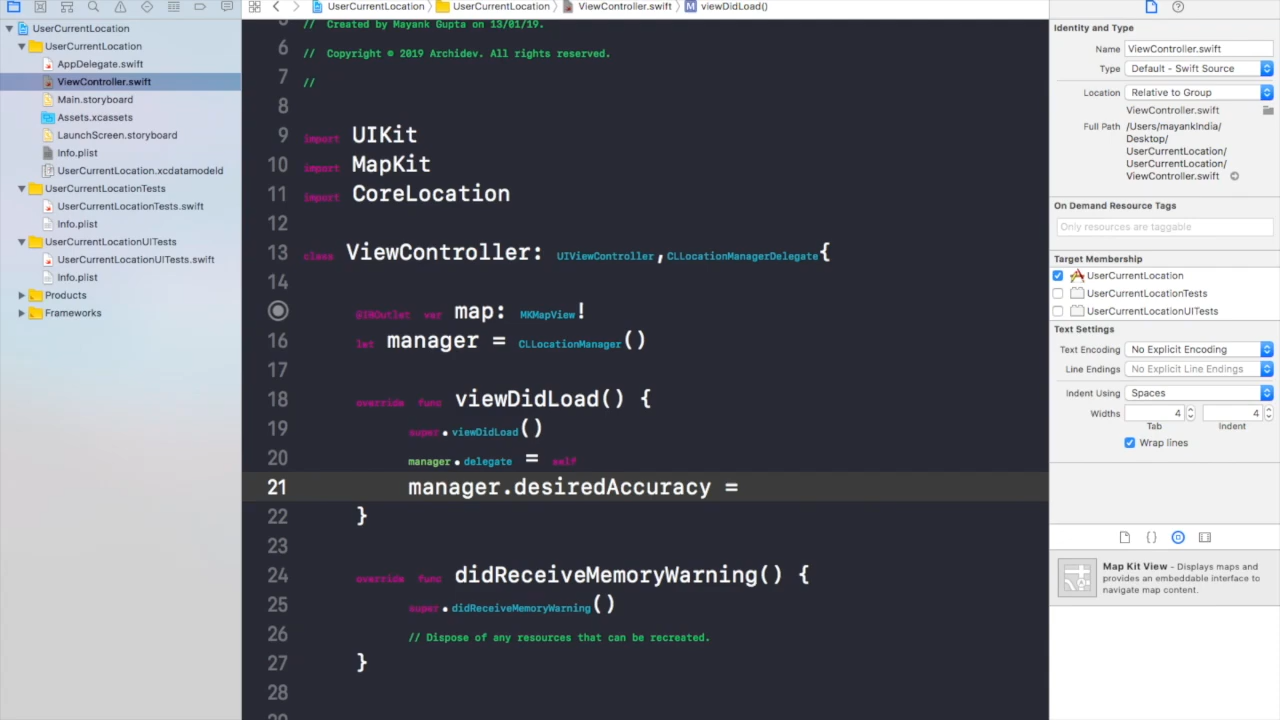 UserCurrentLocation
UserCurrentLocation
ViewController.swift
viewDidLoad()
UserCurrentLocation
UserCurrentLocation
AppDelegate.swift
ViewController.swift
Main.storyboard
Assets.xcassets
LaunchScreen.storyboard
Info.plist
UserCurrentLocation.xcdatamodeld
UserCurrentLocationTests
UserCurrentLocationTests.swift
Info.plist
UserCurrentLocationUITests
UserCurrentLocationUITests.swift
Info.plist
Products
Frameworks
// Created by Mayank Gupta on 13/01/19.
6 // Copyright © 2019 Archidev. All rights reserved.
7 //
8
9 import UIKit
10 import MapKit
11 import CoreLocation
12
13 class ViewController: UIViewController,CLLocationManagerDelegate{
14
@IBOutlet var map: MKMapView!
16 let manager = CLLocationManager()
17
18 override func viewDidLoad() {
19 super.viewDidLoad()
20 manager.delegate = self
21 manager.desiredAccuracy =
22 }
23
24 override func didReceiveMemoryWarning() {
25 super.didReceiveMemoryWarning()
26 // Dispose of any resources that can be recreated.
27 }
28
Identity and Type
Name ViewController.swift
Type Default - Swift Source
Location Relative to Group
ViewController.swift
Full Path /Users/mayankIndia/
Desktop/
UserCurrentLocation/
UserCurrentLocation/
ViewController.swift
On Demand Resource Tags
Only resources are taggable
Target Membership
UserCurrentLocation
UserCurrentLocationTests
UserCurrentLocationUITests
Text Settings
Text Encoding No Explicit Encoding
Line Endings No Explicit Line Endings
Indent Using Spaces
Widths 4 4
Tab Indent
Wrap lines
Map Kit View - Displays maps and
provides an embeddable interface to
navigate map content.